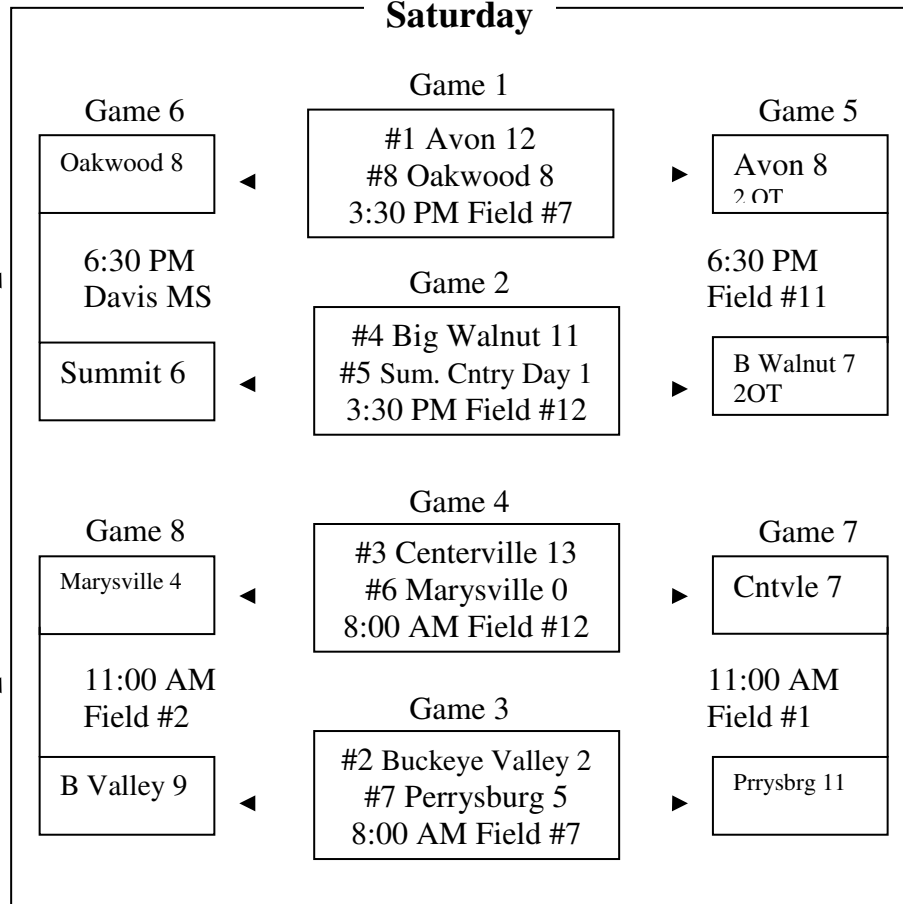 Saturday
Game 1
Game 6
Game 5
#1 Avon 12
#8 Oakwood 8
3:30 PM Field #7
Oakwood 8
Avon 8
2 OT
6:30 PM
Davis MS
6:30 PM
Field #11
Game 2
#4 Big Walnut 11
#5 Sum. Cntry Day 1
3:30 PM Field #12
Summit 6
B Walnut 7
2OT
Game 4
Game 8
Game 7
#3 Centerville 13
#6 Marysville 0
8:00 AM Field #12
Marysville 4
Cntvle 7
11:00 AM
Field #2
11:00 AM
Field #1
Game 3
#2 Buckeye Valley 2
#7 Perrysburg 5
8:00 AM Field #7
B Valley 9
Prrysbrg 11